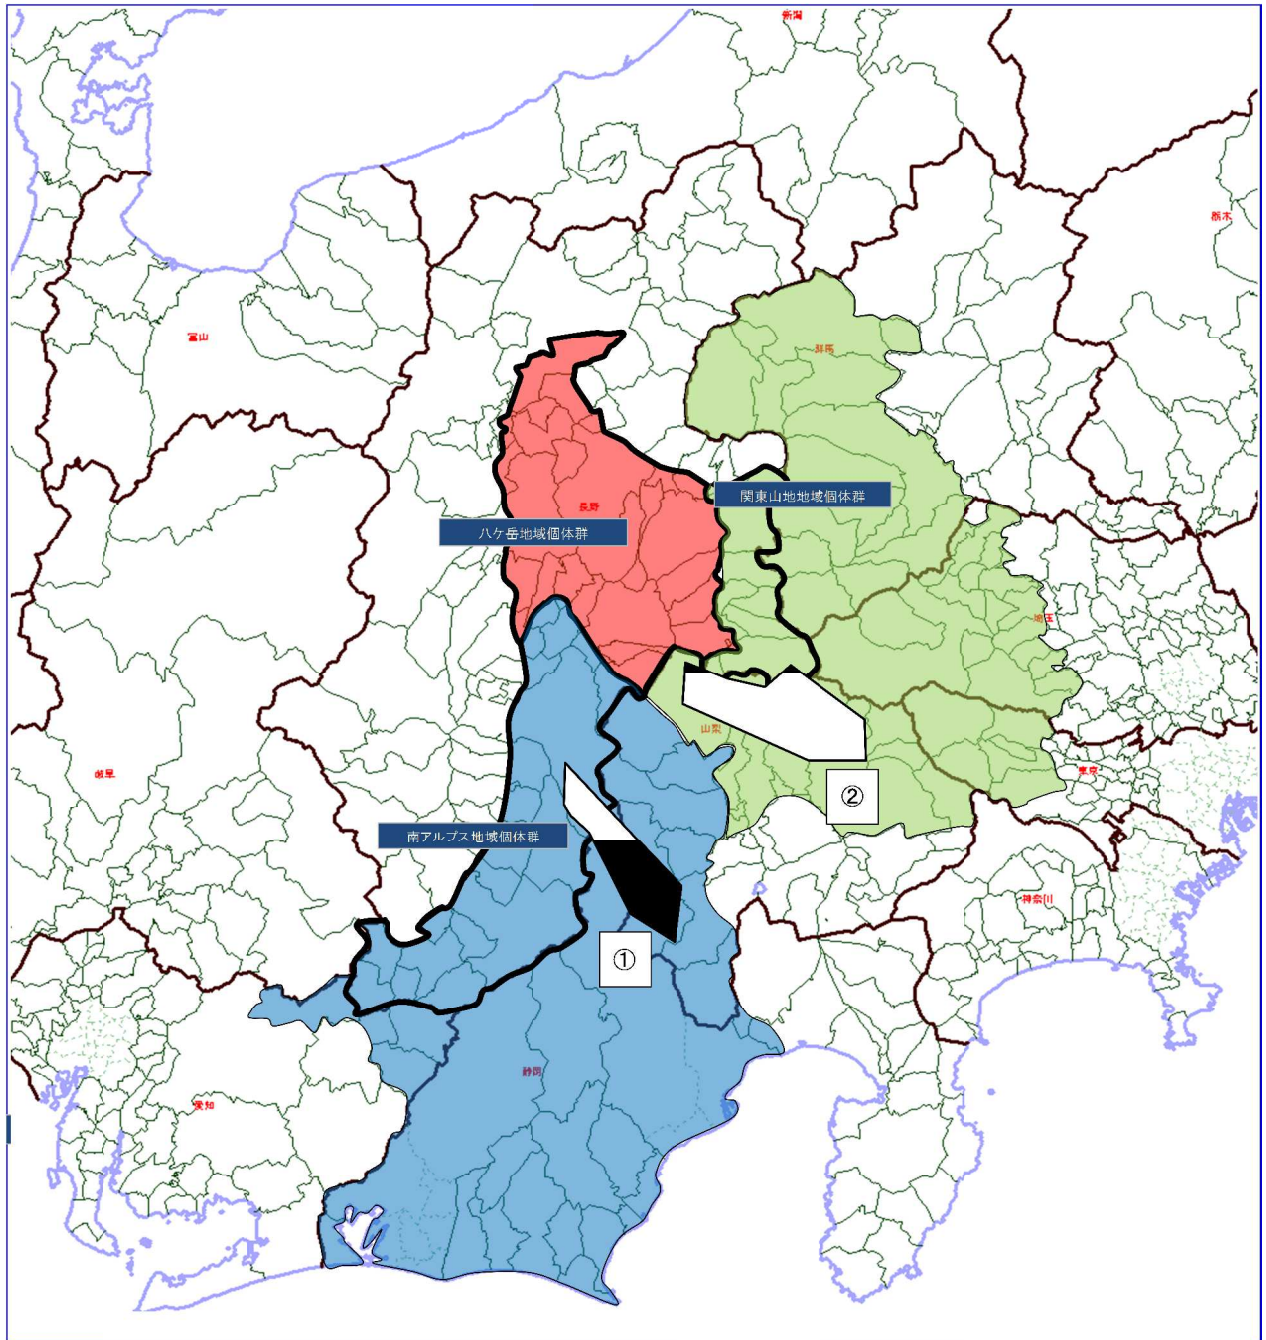 新潟
栃木
富山
群馬
関東山地地域個体群
長野
八ケ岳地域個体群
埼玉
山梨
岐阜
東京
②
南アルプス地域個体群
神奈川
①
静岡
愛知